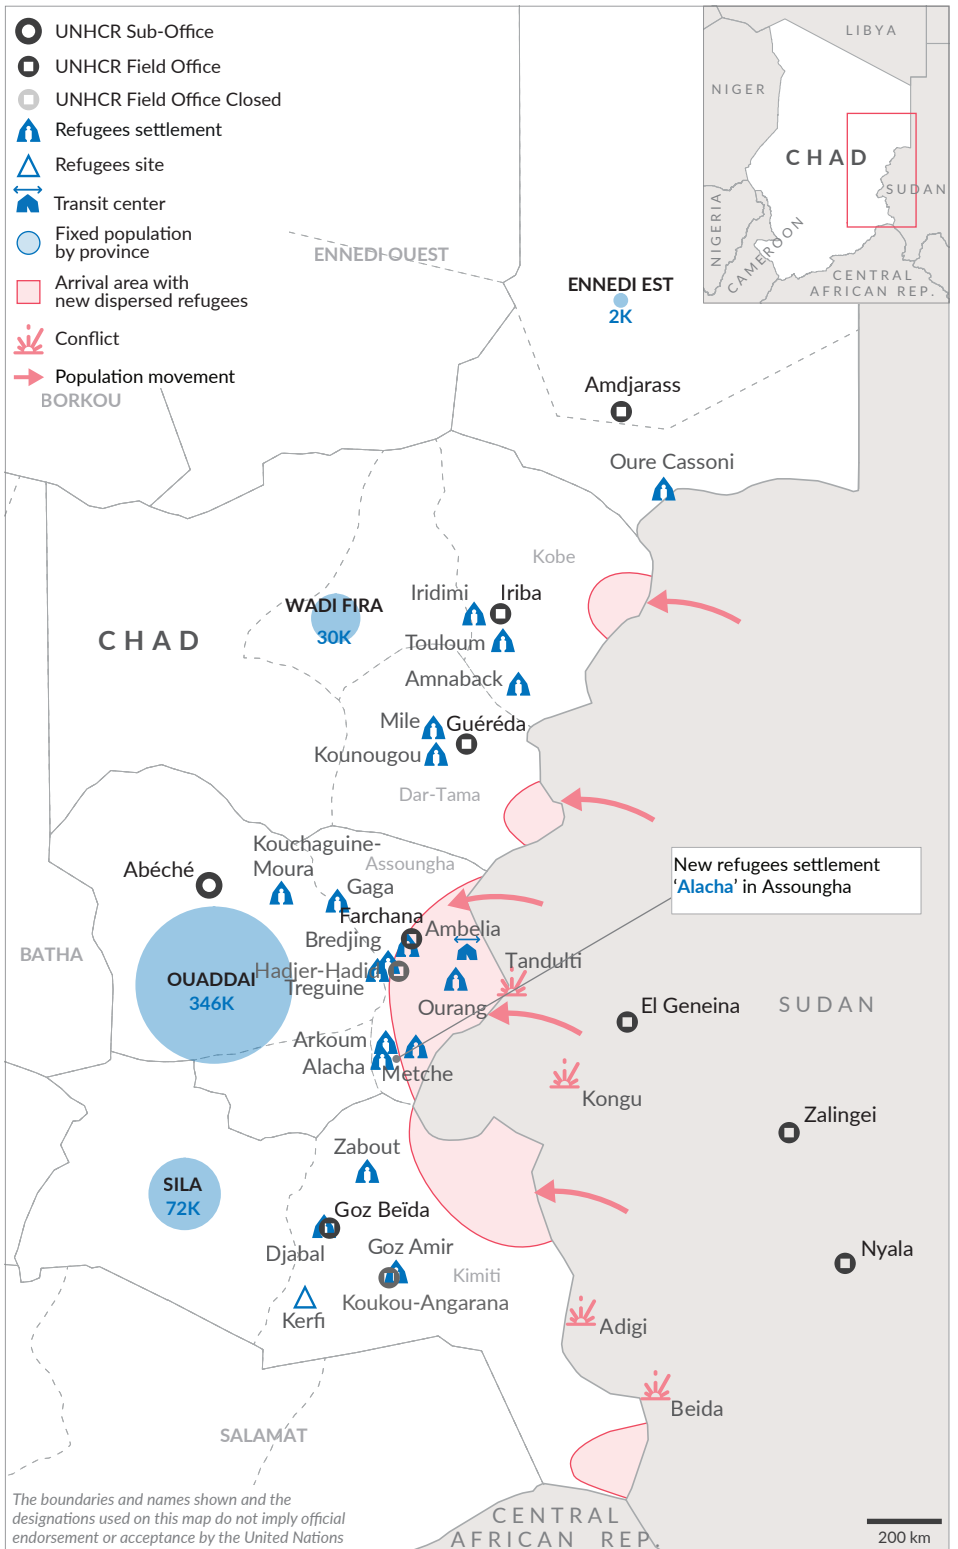 UNHCR Sub-Office
UNHCR Field Office
UNHCR Field Office Closed
Refugees settlement
Refugees site
Transit center
Fixed population
by province
Arrival area with
new dispersed refugees
Conflict
Population movement
LIBYA
NIGER
CHAD
SUDAN
NIGERIA
CAMEROON
CENTRAL
AFRICAN REP.
ENNEDI OUEST
ENNEDI EST
2K
BORKOU
Amdjarass
Oure Cassoni
Kobe
Iridimi
Iriba
WADI FIRA
30K
CHAD
Touloum
Amnaback
Mile
Guéréda
Kounougou
Dar-Tama
Kouchaguine-
Moura
Assoungha
Abéché
Gaga
New refugees settlement
‘Alacha’ in Assoungha
Farchana
Ambelia
Bredjing
BATHA
Tandulti
Hadjer-Hadid
OUADDAI
346K
Treguine
Ourang
El Geneina
SUDAN
Arkoum
Alacha
Metche
Kongu
Zalingei
Zabout
SILA
72K
Goz Beïda
Djabal
Goz Amir
Nyala
Kimiti
Koukou-Angarana
Kerfi
Adigi
Beida
SALAMAT
The boundaries and names shown and the
designations used on this map do not imply official
endorsement or acceptance by the United Nations
CENTRAL
AFRICAN REP.
200 km